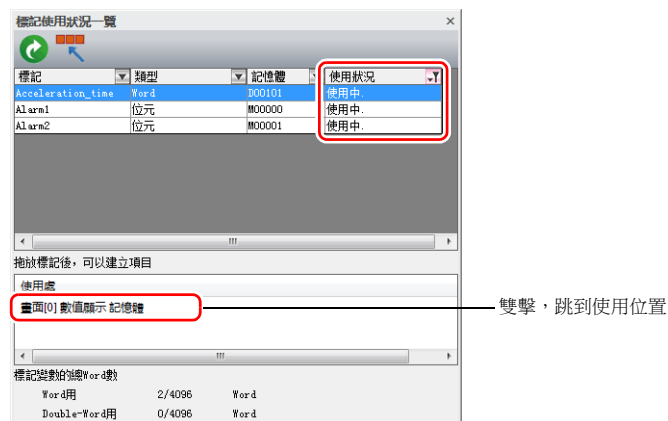 標記使用狀況一覽
標記 類型 記憶體 使用狀況
Acceleration_time Word D00101 使用中.
Alarm1 位元 M00000 使用中.
Alarm2 位元 M00001 使用中.
拖放標記後，可以建立項目
使用處
畫面[0] 數值顯示 記憶體
雙擊，跳到使用位置
標記變數的總Word數
Word用 2/4096 Word
Double-Word用 0/4096 Word